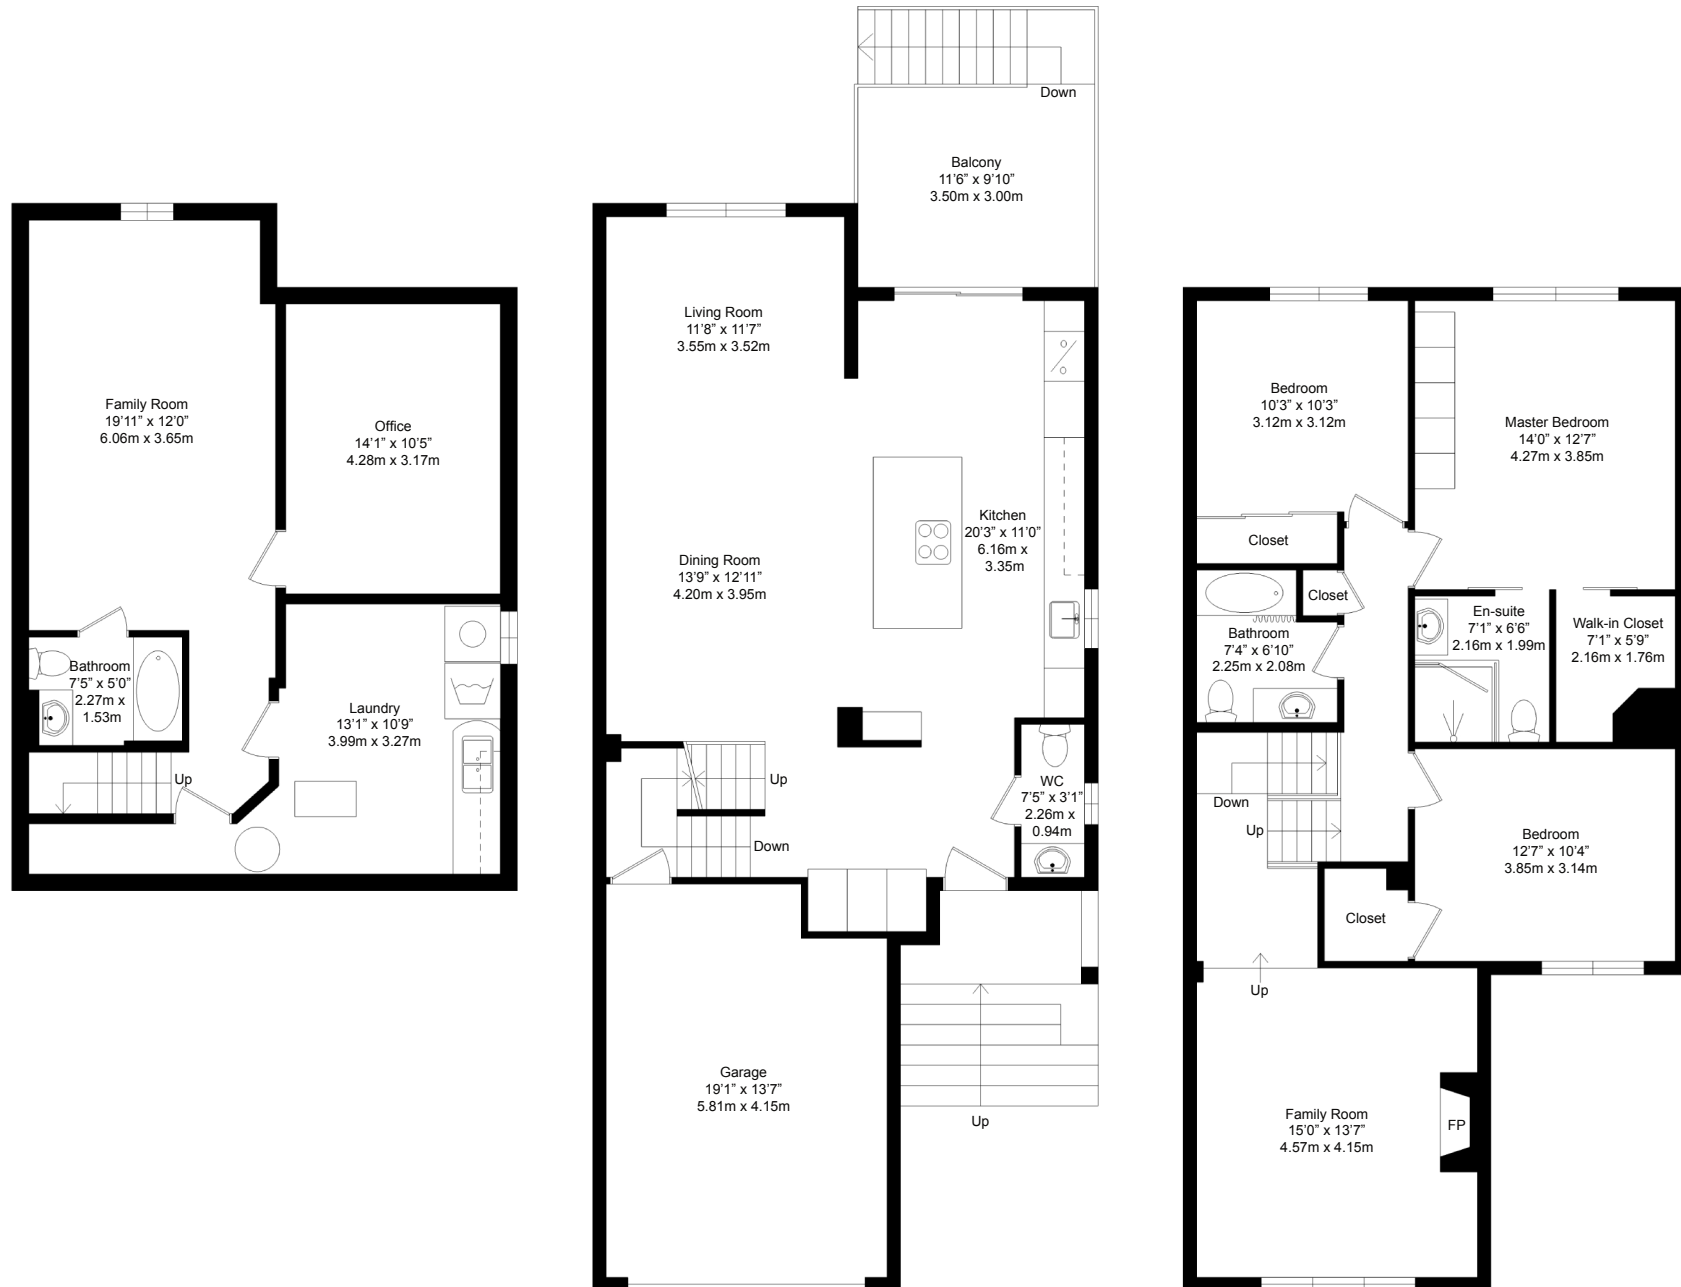 Family Room
19'11" x 12'0"
6.06m x 3.65m
Office
14'1" x 10'5"
4.28m x 3.17m
Bathroom
7'5" x 5'0"
2.27m x
1.53m
Laundry
13'1" x 10'9"
3.99m x 3.27m
Up
Down
Balcony
11'6" x 9'10"
3.50m x 3.00m
Living Room
11'8" x 11'7"
3.55m x 3.52m
Kitchen
20'3" x 11'0"
6.16m x
3.35m
Dining Room
13'9" x 12'11"
4.20m x 3.95m
Up
Down
WC
7'5" x 3'1"
2.26m x
0.94m
Garage
19'1" x 13'7"
5.81m x 4.15m
Up
Bedroom
10'3" x 10'3"
3.12m x 3.12m
Master Bedroom
14'0" x 12'7"
4.27m x 3.85m
Closet
Closet
Bathroom
7'4" x 6'10"
2.25m x 2.08m
En-suite
7'1" x 6'6"
2.16m x 1.99m
Walk-in Closet
7'1" x 5'9"
2.16m x 1.76m
Down
Up
Bedroom
12'7" x 10'4"
3.85m x 3.14m
Closet
Up
Family Room
15'0" x 13'7"
4.57m x 4.15m
FP